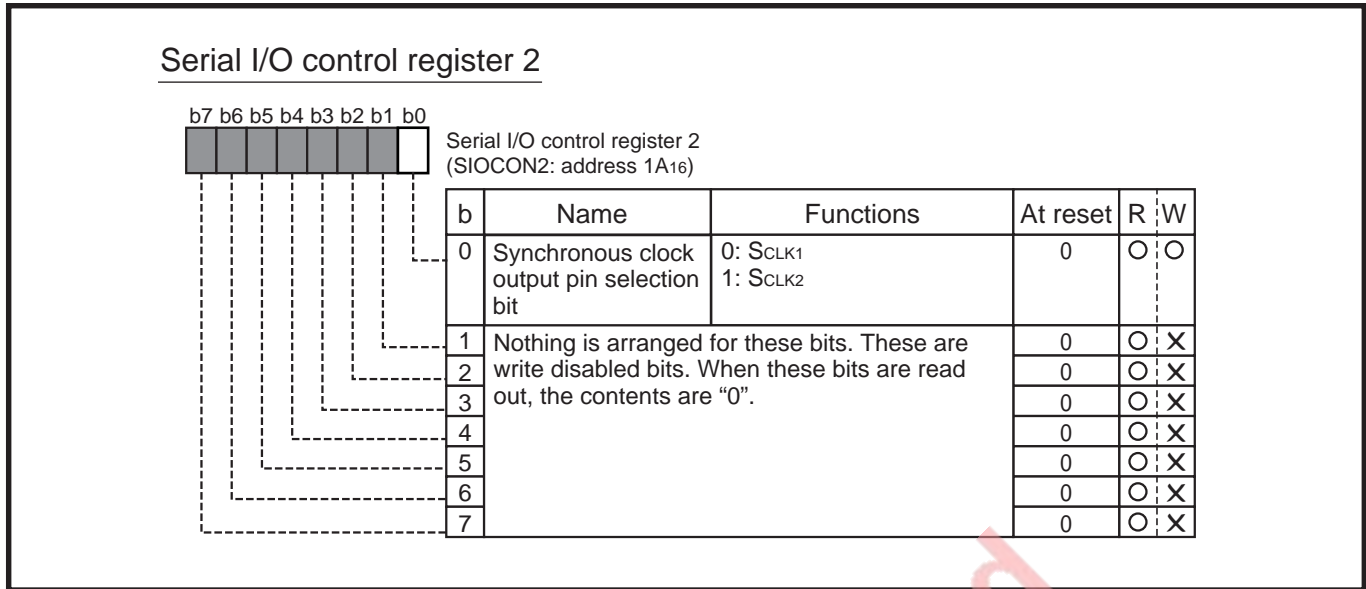 Serial I/O control register 2
b7 b6 b5 b4 b3 b2 b1 b0
Serial I/O control register 2
(SIOCON2: address 1A16)
b Name Functions At reset R W
0 Synchronous clock 0: SCLK1 0 O O
output pin selection 1: SCLK2
bit
1 Nothing is arranged for these bits. These are 0 O X
2 write disabled bits. When these bits are read 0 O X
3 out, the contents are “0”. 0 O X
4 0 O X
5 0 O X
6 0 O X
7 0 O X